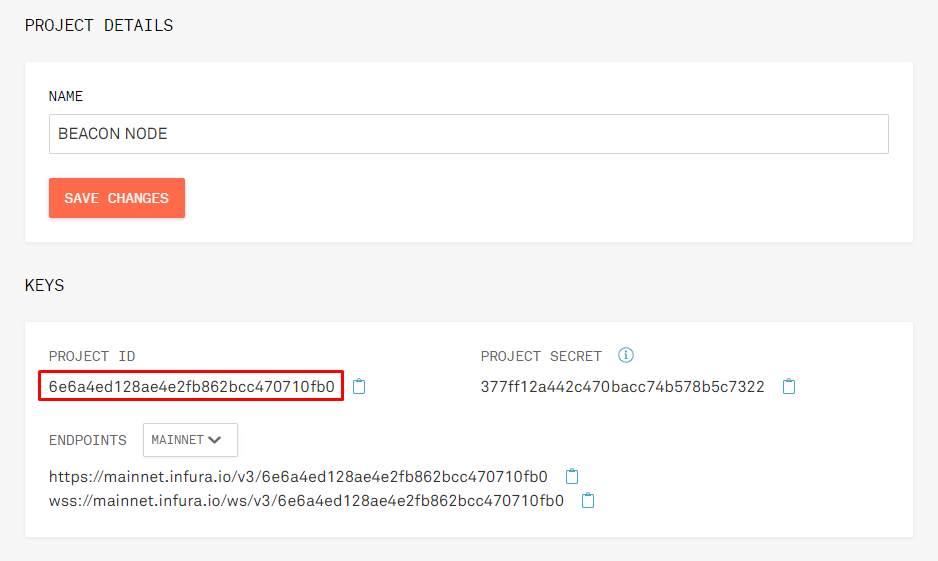 PROJECT DETAILS
NAME
BEACON NODE
SAVE CHANGES
KEYS
PROJECT ID
6e6a4ed128ae4e2fb862bcc470710fb0
PROJECT SECRET
377ff12a442c470bacc74b578b5c7322
ENDPOINTS MAINNET
https://mainnet.infura.io/v3/6e6a4ed128ae4e2fb862bcc470710fb0
wss://mainnet.infura.io/ws/v3/6e6a4ed128ae4e2fb862bcc470710fb0